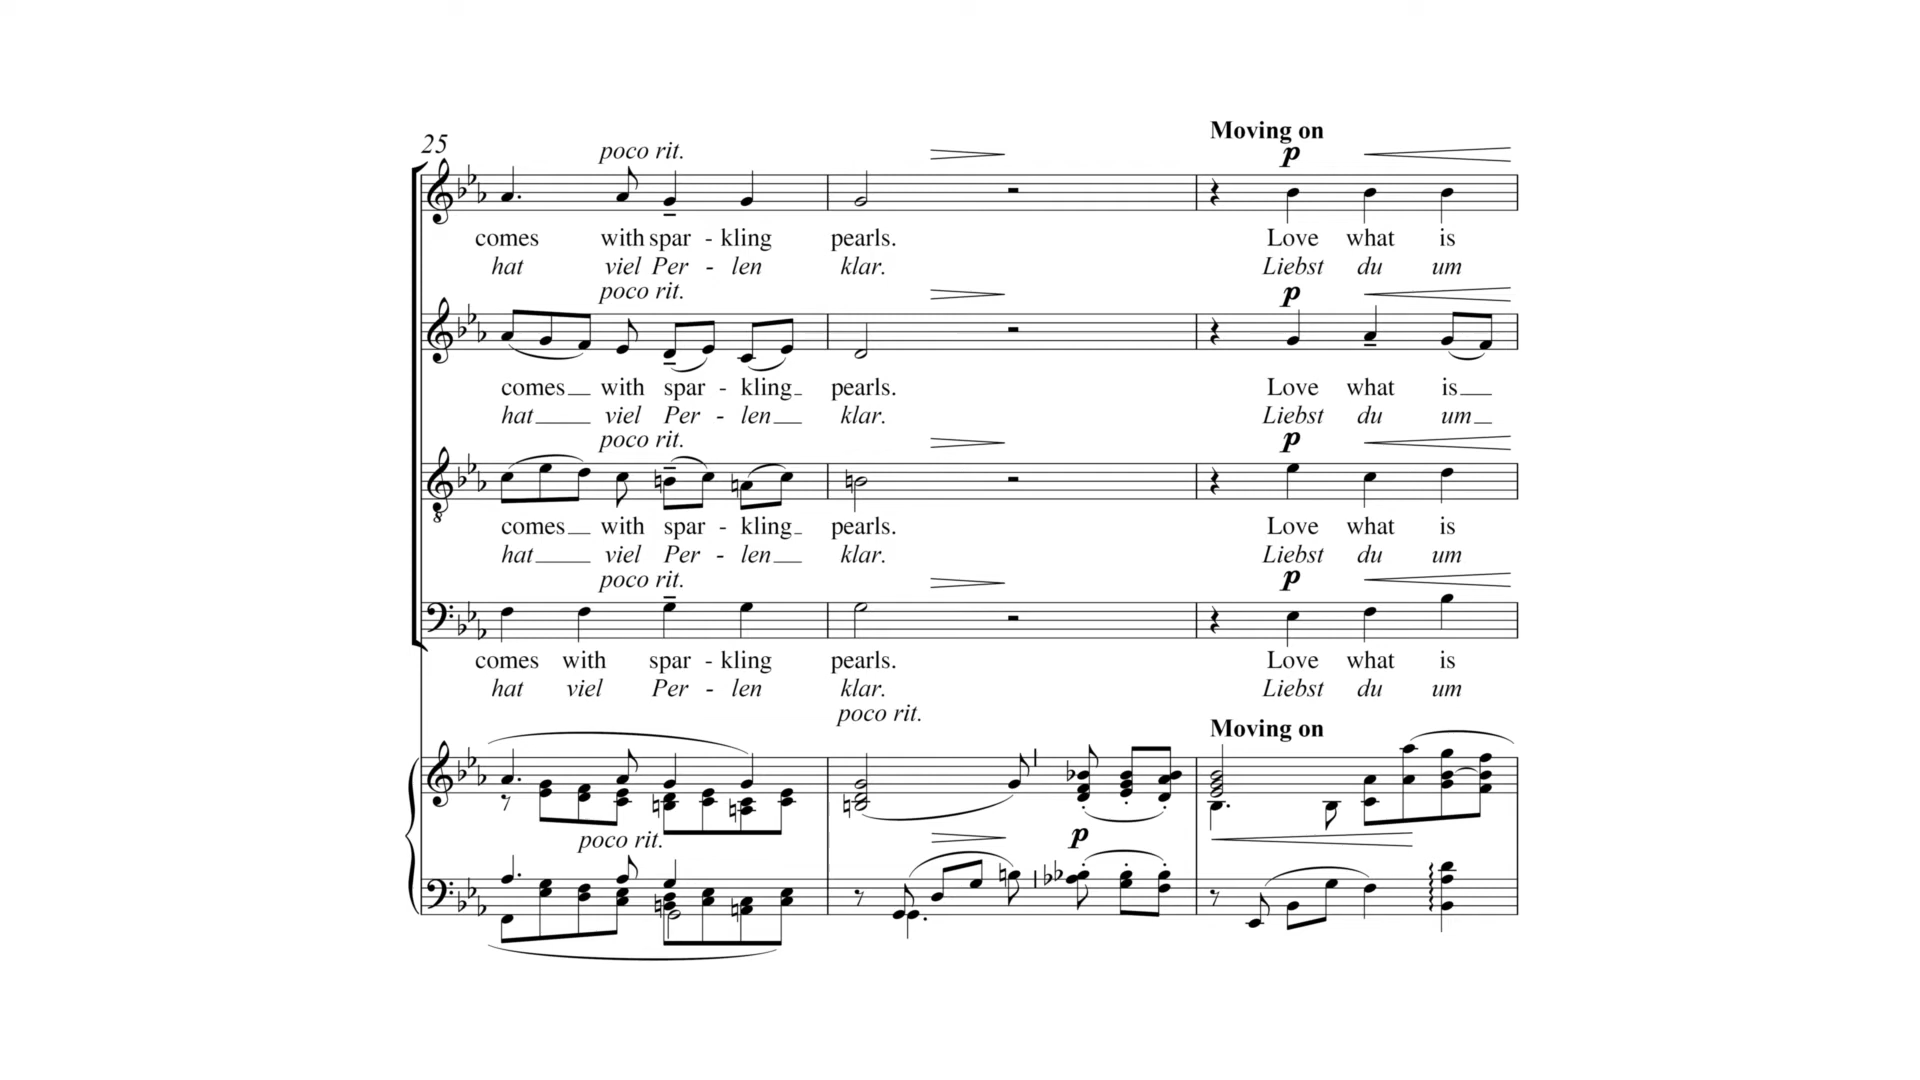 25
poco rit.
Moving on
p
comes with spar - kling pearls. Love what is
hat viel Per - len klar. Liebst du um
poco rit.
p
comes with spar - kling pearls. Love what is
hat viel Per - len klar. Liebst du um
poco rit.
p
comes with spar - kling pearls. Love what is
hat viel Per - len klar. Liebst du um
poco rit.
p
comes with spar - kling pearls. Love what is
hat viel Per - len klar. Liebst du um
poco rit.
Moving on
poco rit.
p